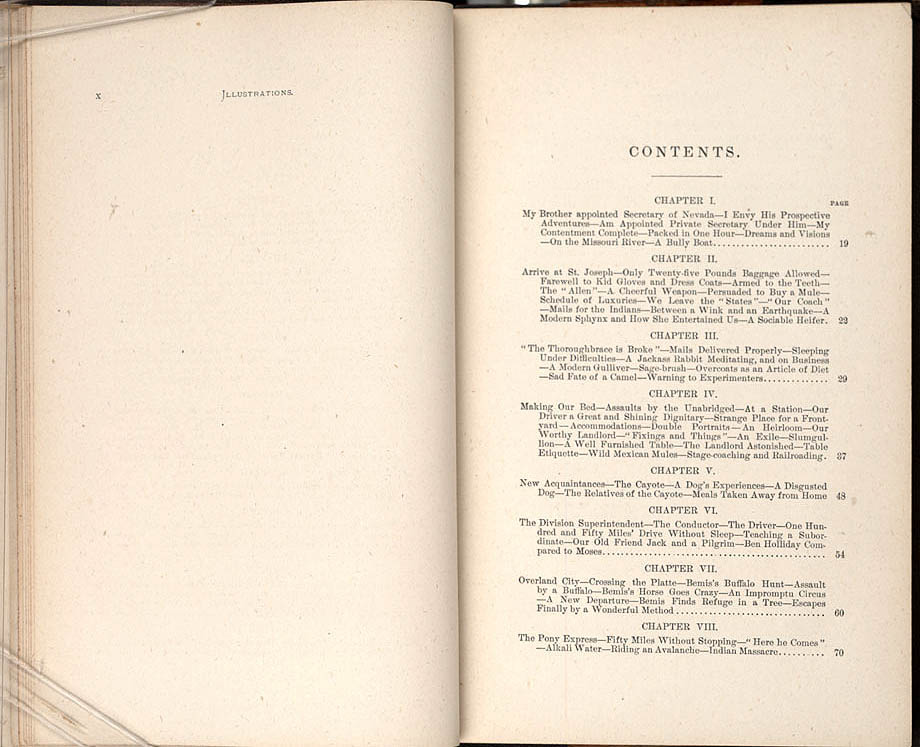 x
Illustrations.
CONTENTS.
CHAPTER I.
PAGE
My Brother appointed Secretary of Nevada—I Envy His Prospective
Adventures—Am Appointed Private Secretary Under Him—My
Contentment Complete—Packed in One Hour—Dreams and Visions
—On the Missouri River—A Bully Boat........................ 19
CHAPTER II.
Arrive at St. Joseph—Only Twenty-five Pounds Baggage Allowed—
Farewell to Kid Gloves and Dress Coats—Armed to the Teeth—
The "Allen"—A Cheerful Weapon—Persuaded to Buy a Mule—
Schedule of Luxuries—We Leave the "States"—"Our Coach"
—Mails for the Indians—Between a Wink and an Earthquake—A
Modern Sphynx and How She Entertained Us—A Sociable Heifer. 22
CHAPTER III.
"The Thoroughbrace is Broke"—Mails Delivered Properly—Sleeping
Under Difficulties—A Jackass Rabbit Meditating, and on Business
—A Modern Gulliver—Sage-brush—Overcoats as an Article of Diet
—Sad Fate of a Camel—Warning to Experimenters............. 29
CHAPTER IV.
Making Our Bed—Assaults by the Unabridged—At a Station—Our
Driver a Great and Shining Dignitary—Strange Place for a Front-
yard—Accommodations—Double Portraits—An Heirloom—Our
Worthy Landlord—"Fixings and Things"—An Exile—Slumgul-
lion—A Well Furnished Table—The Landlord Astonished—Table
Etiquette—Wild Mexican Mules—Stage-coaching and Railroading. 37
CHAPTER V.
New Acquaintances—The Cayote—A Dog's Experiences—A Disgusted
Dog—The Relatives of the Cayote—Meals Taken Away from Home 48
CHAPTER VI.
The Division Superintendent—The Conductor—The Driver—One Hun-
dred and Fifty Miles' Drive Without Sleep—Teaching a Subor-
dinate—Our Old Friend Jack and a Pilgrim—Ben Holliday Com-
pared to Moses.............................................. 54
CHAPTER VII.
Overland City—Crossing the Platte—Bemis's Buffalo Hunt—Assault
by a Buffalo—Bemis's Horse Goes Crazy—An Impromptu Circus
—A New Departure—Bemis Finds Refuge in a Tree—Escapes
Finally by a Wonderful Method............................... 60
CHAPTER VIII.
The Pony Express—Fifty Miles Without Stopping—"Here he Comes"
—Alkali Water—Riding an Avalanche—Indian Massacre.......... 70